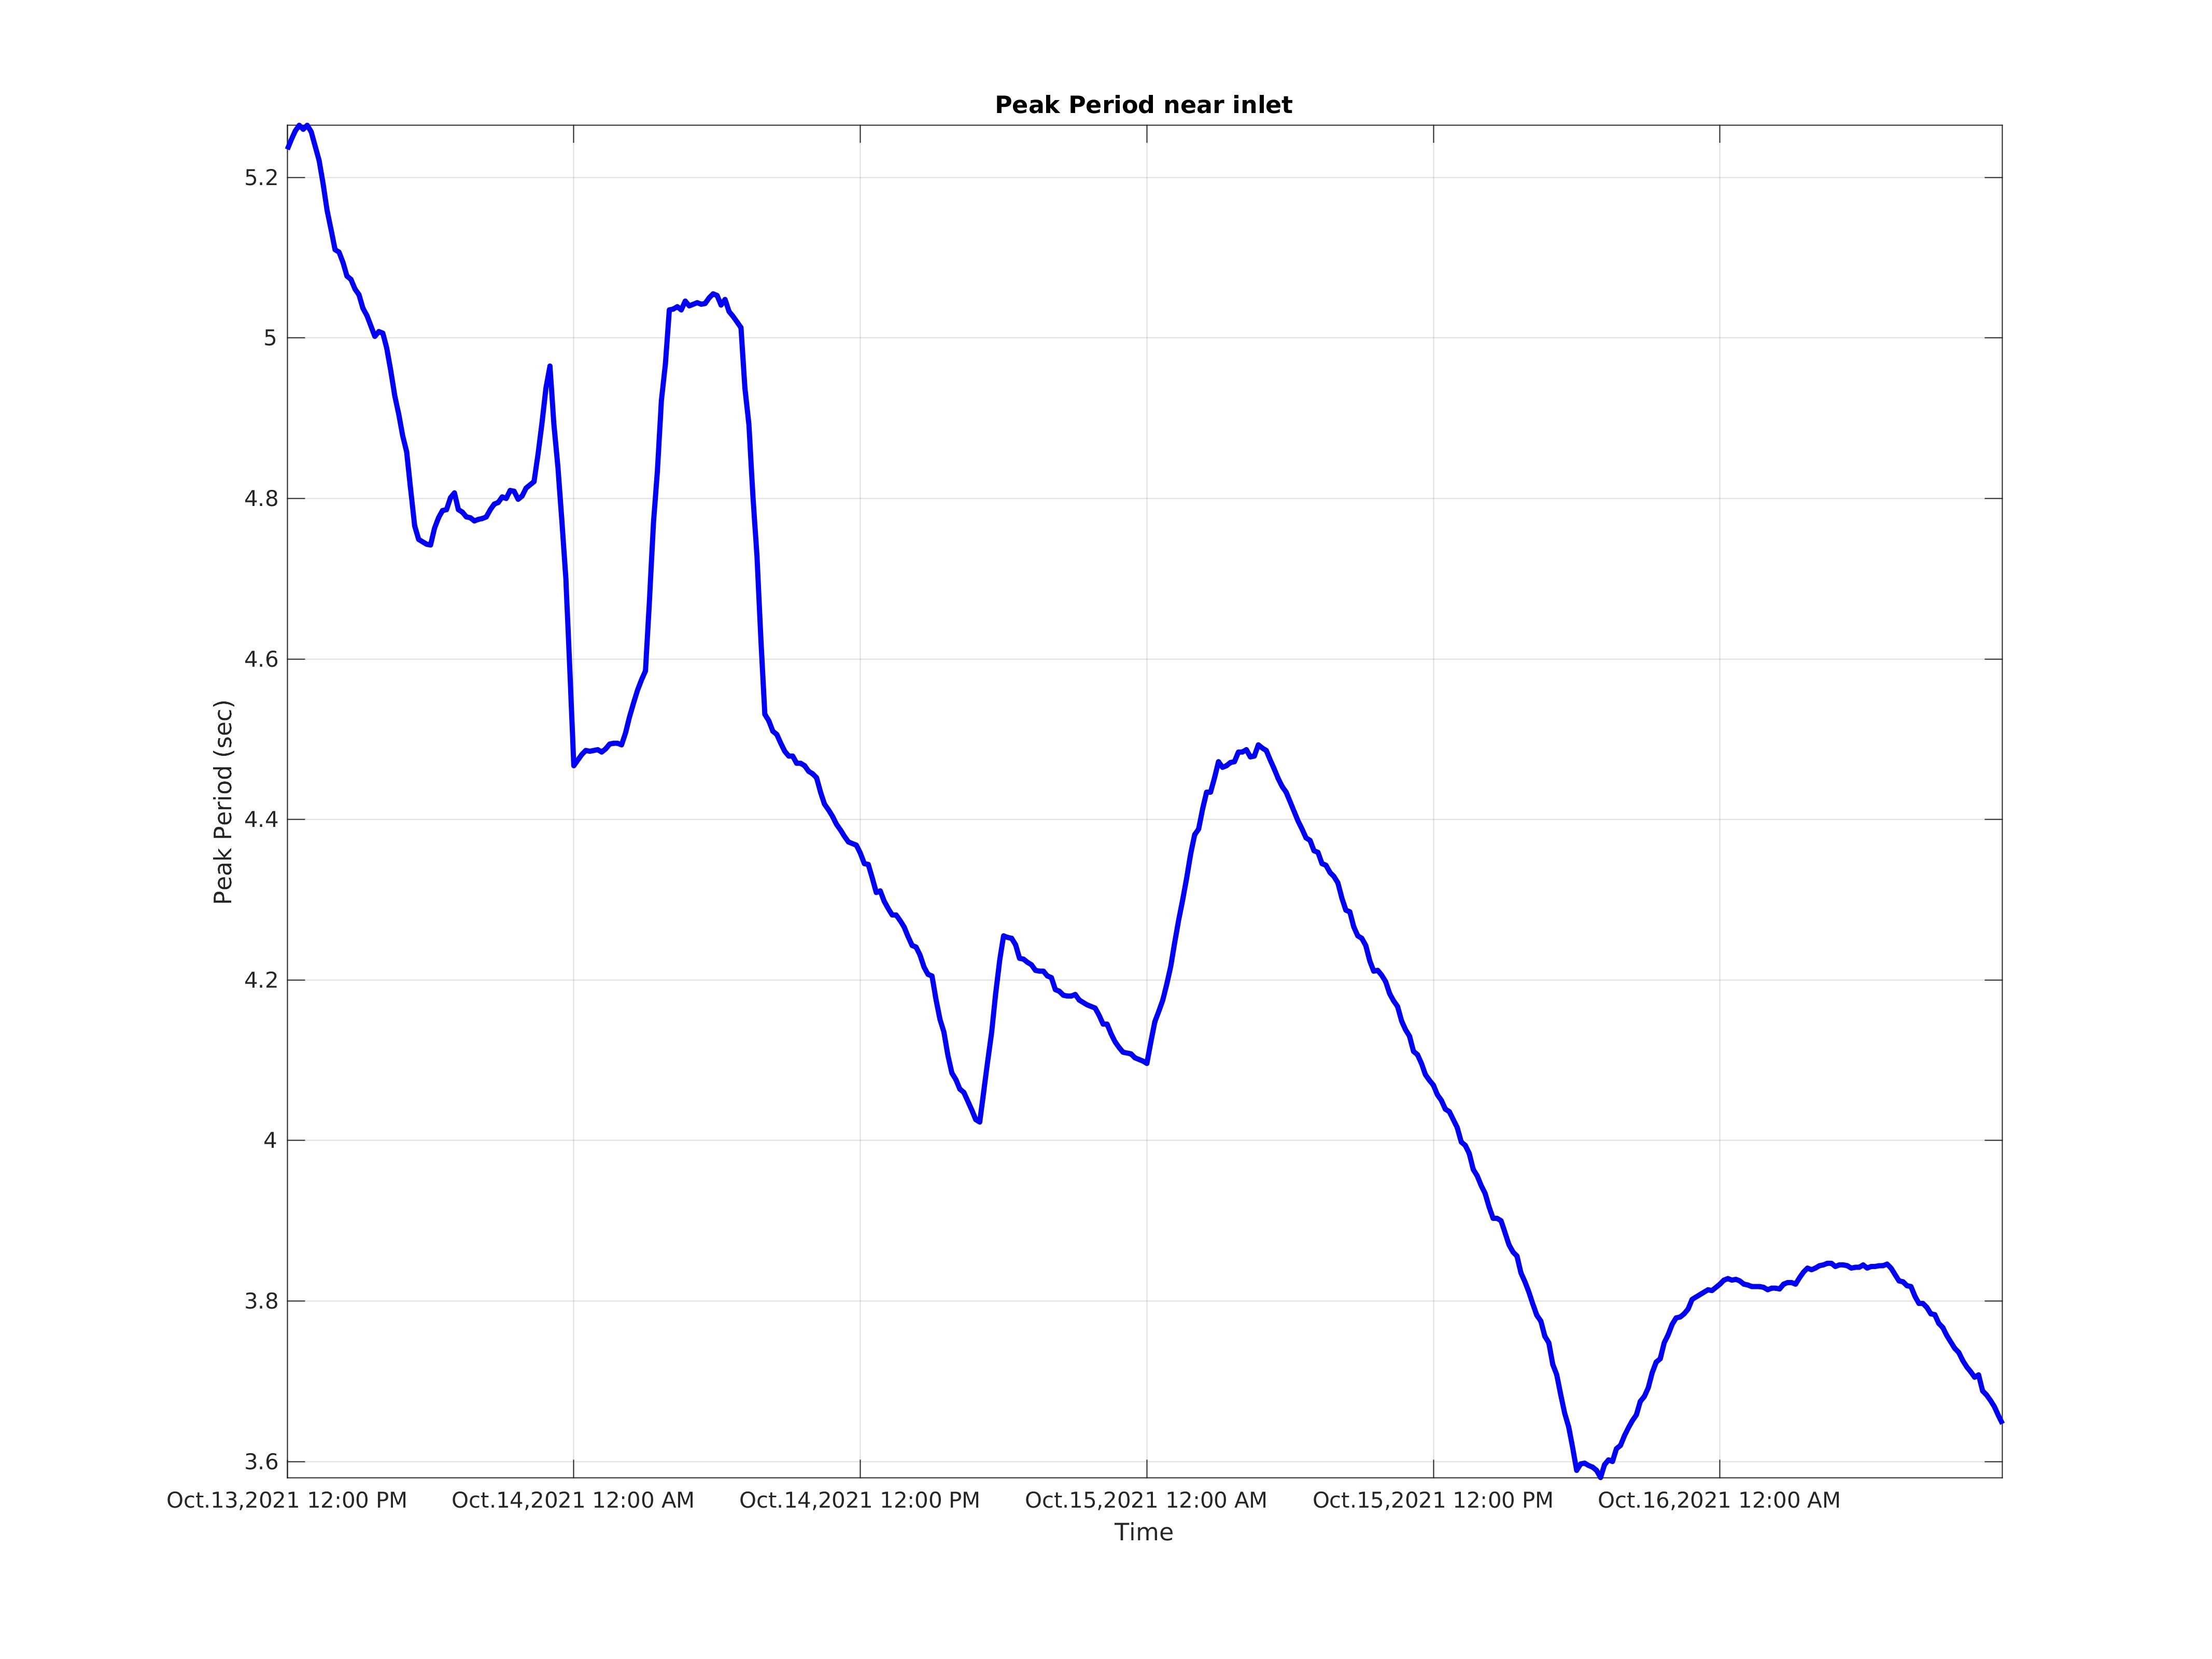 Peak Period near inlet
5.2
5
4.8
4.6
4.4
4.2
4
3.8
3.6
Peak Period (sec)
Oct.13,2021 12:00 PM
Oct.14,2021 12:00 AM
Oct.14,2021 12:00 PM
Oct.15,2021 12:00 AM
Oct.15,2021 12:00 PM
Oct.16,2021 12:00 AM
Time